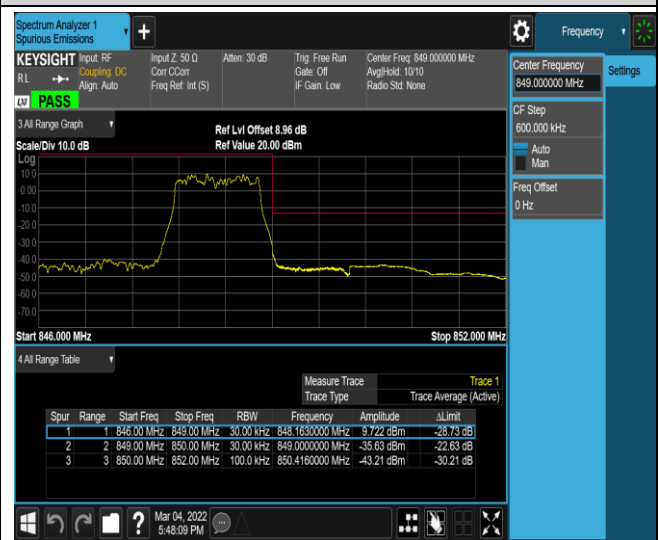 Spectrum Analyzer 1
Spurious Emissions
Frequency
KEYSIGHT
Input: RF
Input Z: 50 Ω
Atten: 30 dB
Trig: Free Run
Center Freq: 849.000000 MHz
RL
Coupling: DC
Corr CCorr
Gate: Off
Avg|Hold: 10/10
Align: Auto
Freq Ref: Int (S)
IF Gain: Low
Radio Std: None
LXI PASS
Center Frequency
849.000000 MHz
Settings
CF Step
600.000 kHz
Auto
Man
Freq Offset
0 Hz
3 All Range Graph
Ref Lvl Offset 8.96 dB
Scale/Div 10.0 dB
Ref Value 20.00 dBm
Log
10.0
0.00
-10.0
-20.0
-30.0
-40.0
-50.0
-60.0
-70.0
Start 846.000 MHz
Stop 852.000 MHz
4 All Range Table
Measure Trace Trace 1
Trace Type Trace Average (Active)
Spur Range Start Freq Stop Freq RBW Frequency Amplitude ΔLimit
1 1 846.00 MHz 849.00 MHz 30.00 kHz 848.1630000 MHz 9.722 dBm -28.73 dB
2 2 849.00 MHz 850.00 MHz 30.00 kHz 849.0000000 MHz -35.63 dBm -22.63 dB
3 3 850.00 MHz 852.00 MHz 100.0 kHz 850.4160000 MHz -43.21 dBm -30.21 dB
Mar 04, 2022
5:48:09 PM